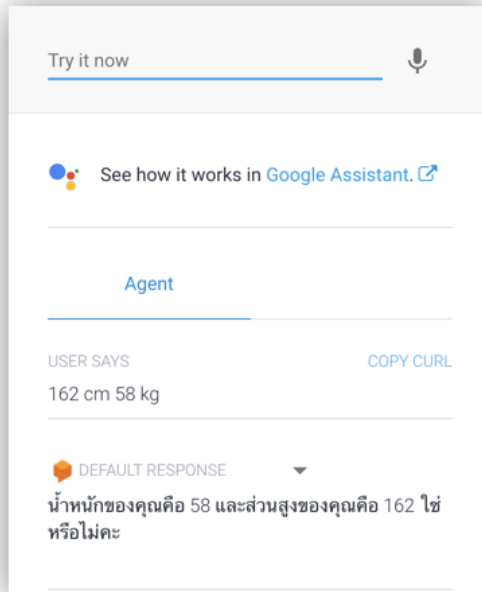 Try it now
See how it works in Google Assistant.
Agent
USER SAYS COPY CURL
162 cm 58 kg
DEFAULT RESPONSE
น้ำหนักของคุณคือ 58 และส่วนสูงของคุณคือ 162 ใช่
หรือไม่คะ